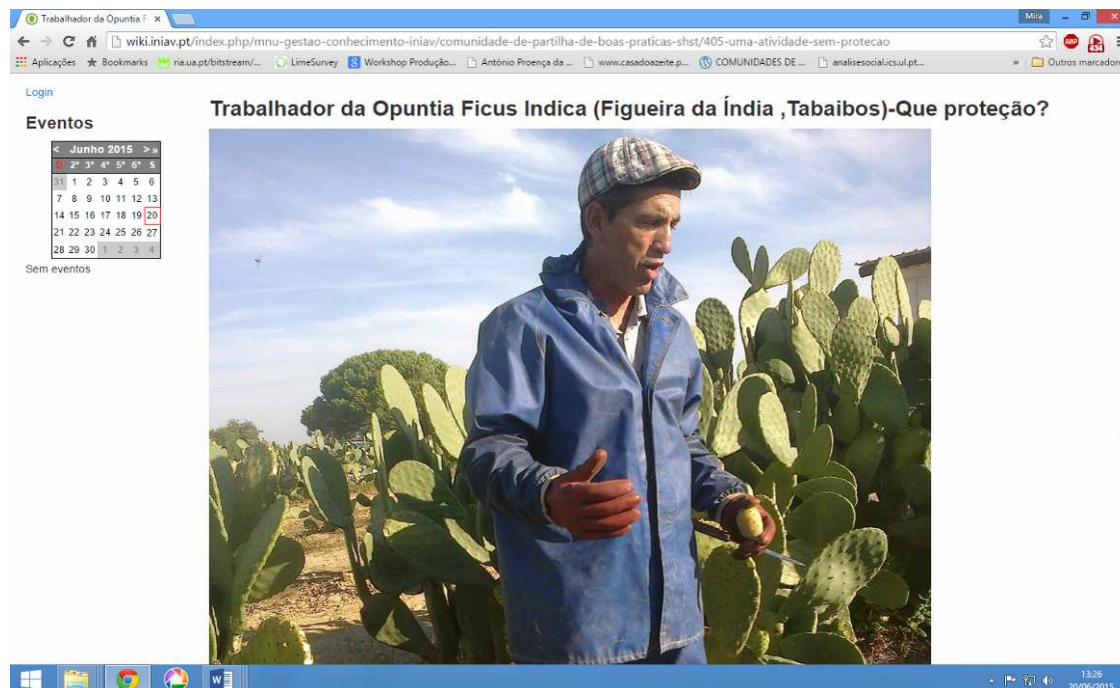 Trabalhador da Opuntia F
Mira
wiki.iniav.pt/index.php/mnu-gestao-conhecimento-iniav/comunidade-de-partilha-de-boas-praticas-shst/405-uma-atividade-sem-protecao
ABP
434
Aplicações Bookmarks ria.ua.pt/bitstream/... LimeSurvey Workshop Produção... António Proença da ... www.casadoazeite.p... COMUNIDADES DE ... analisesocial.ics.ul.pt... » Outros marcadore
Login
Trabalhador da Opuntia Ficus Indica (Figueira da Índia ,Tabaibos)-Que proteção?
Eventos
< Junho 2015 > »
D 2ª 3ª 4ª 5ª 6ª S
31 1 2 3 4 5 6
7 8 9 10 11 12 13
14 15 16 17 18 19 20
21 22 23 24 25 26 27
28 29 30 1 2 3 4
Sem eventos
13:26
20/06/2015